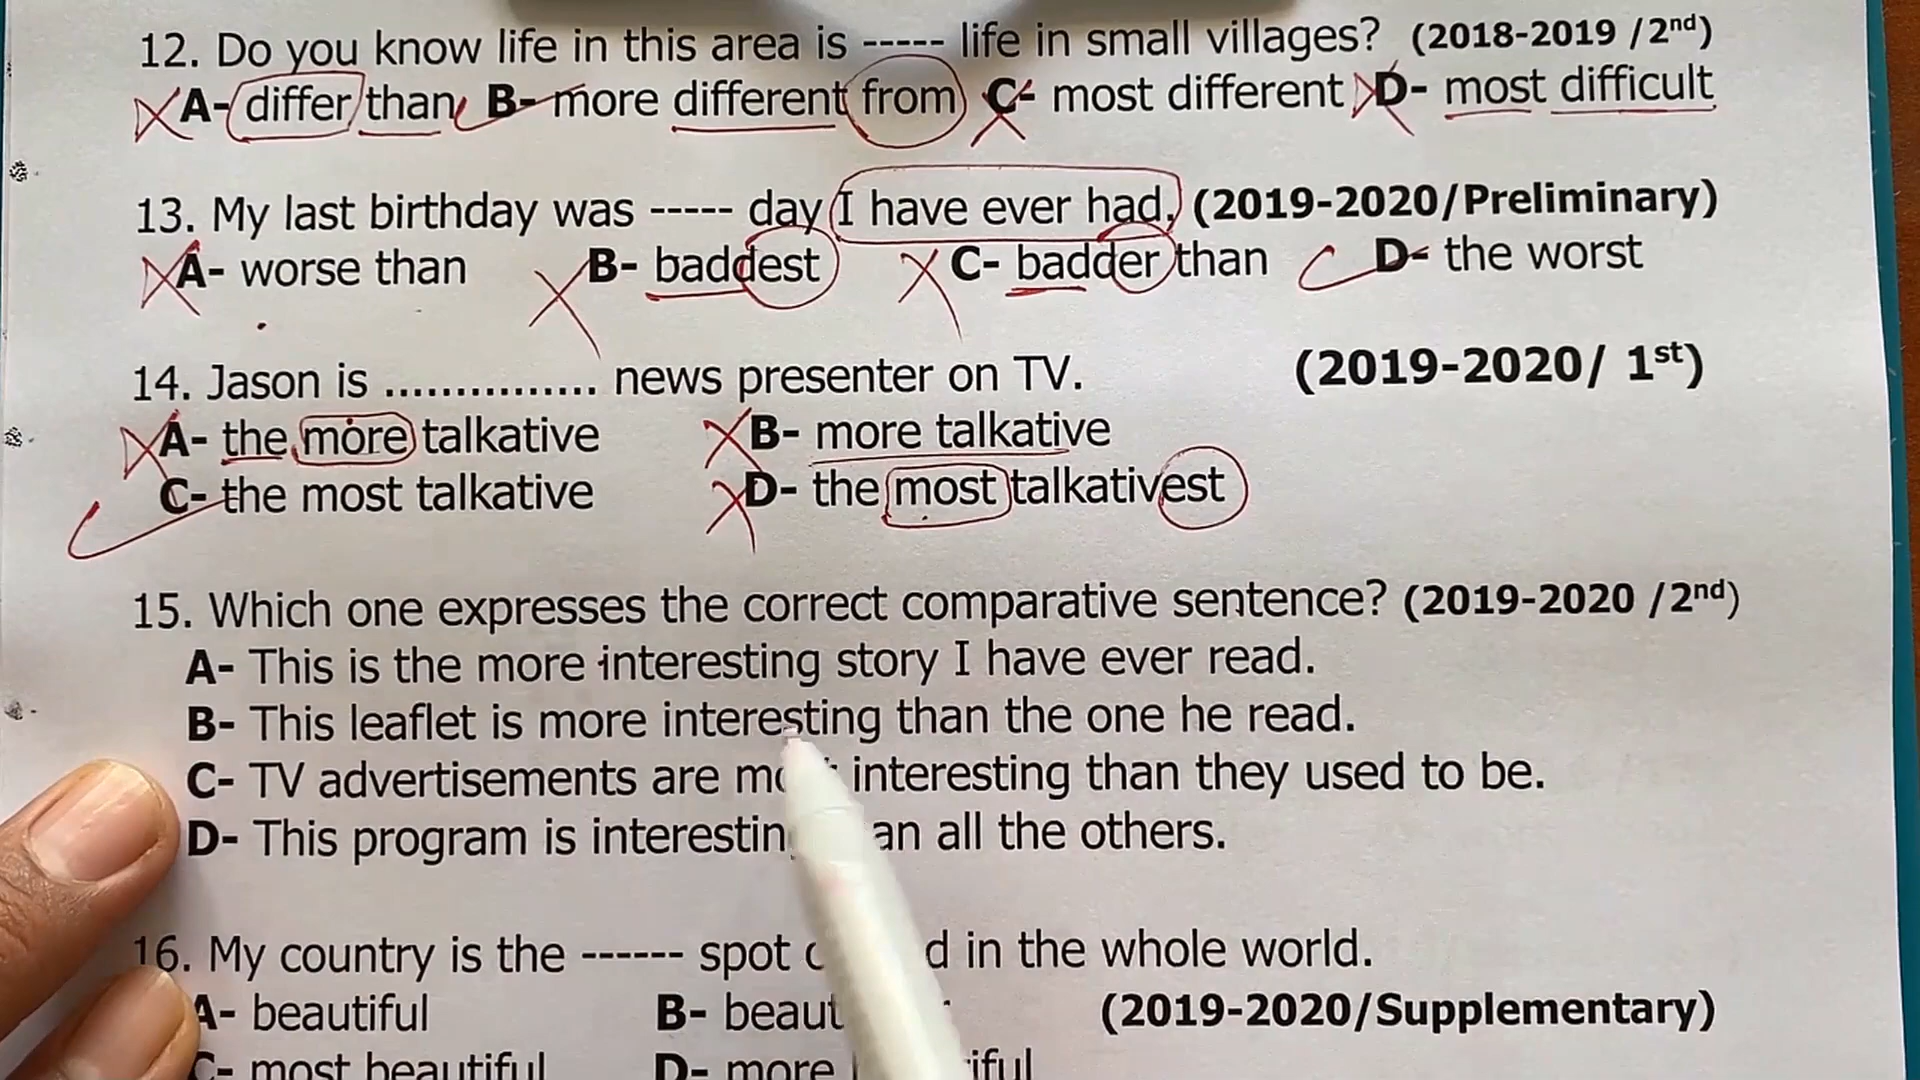 12. Do you know life in this area is ----- life in small villages? (2018-2019 /2nd)
A- differ than B- more different from C- most different D- most difficult
13. My last birthday was ----- day I have ever had. (2019-2020/Preliminary)
A- worse than B- baddest C- badder than D- the worst
14. Jason is ............... news presenter on TV. (2019-2020/ 1st)
A- the more talkative B- more talkative
C- the most talkative D- the most talkativest
15. Which one expresses the correct comparative sentence? (2019-2020 /2nd)
A- This is the more interesting story I have ever read.
B- This leaflet is more interesting than the one he read.
C- TV advertisements are interesting than they used to be.
D- This program is all the others.
16. My country is the ------ spot in the whole world.
A- beautiful B- (2019-2020/Supplementary)
C- most beautiful D- more